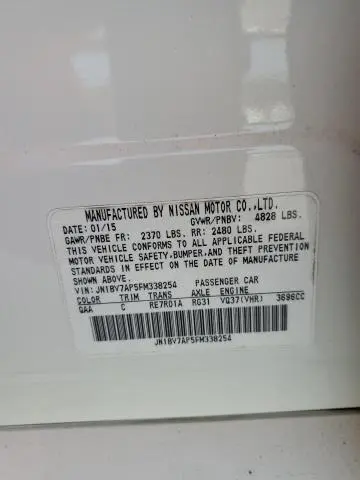 MANUFACTURED BY NISSAN MOTOR CO.,LTD.
DATE: 01/15 GVWR/PNBV: 4828 LBS.
GAWR/PNBE FR: 2370 LBS. RR: 2480 LBS.
THIS VEHICLE CONFORMS TO ALL APPLICABLE FEDERAL
MOTOR VEHICLE SAFETY,BUMPER,AND THEFT PREVENTION
STANDARDS IN EFFECT ON THE DATE OF MANUFACTURE
SHOWN ABOVE.
VIN: JN1BV7AP5FM338254 PASSENGER CAR
COLOR TRIM TRANS AXLE ENGINE
QAA C RE7R01A RG31 VQ37(VHR) 3696CC
JN1BV7AP5FM338254